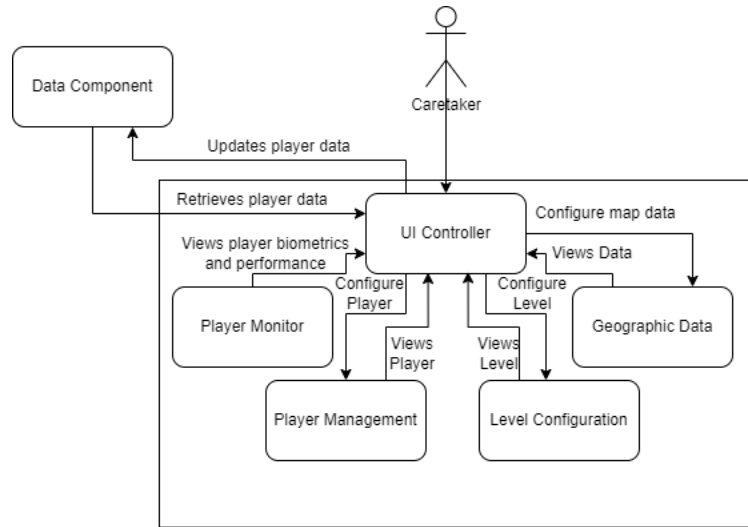 Data Component
Caretaker
Updates player data
Retrieves player data
UI Controller
Configure map data
Views player biometrics
and performance
Views Data
Configure
Player
Configure
Level
Player Monitor
Geographic Data
Views
Player
Views
Level
Player Management
Level Configuration